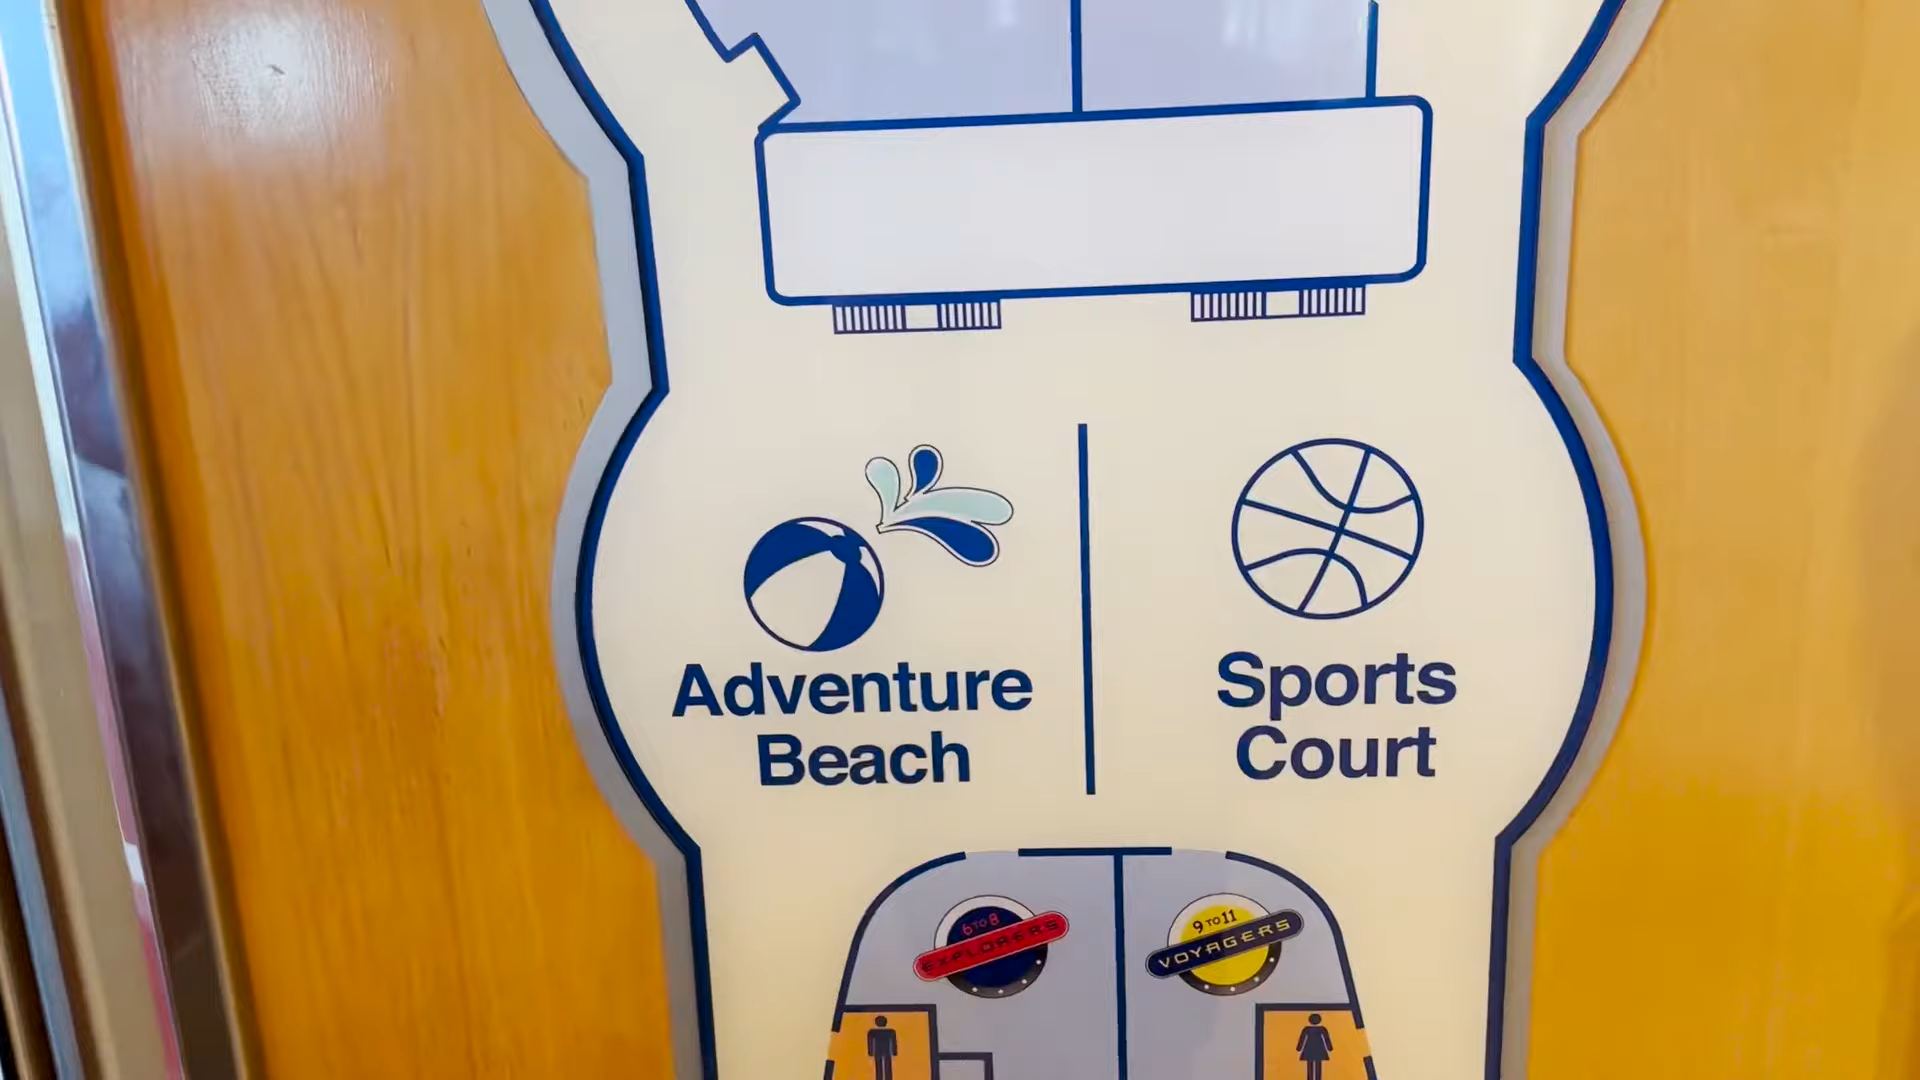 Adventure
Beach
Sports
Court
6 TO 8
EXPLORERS
9 TO 11
VOYAGERS